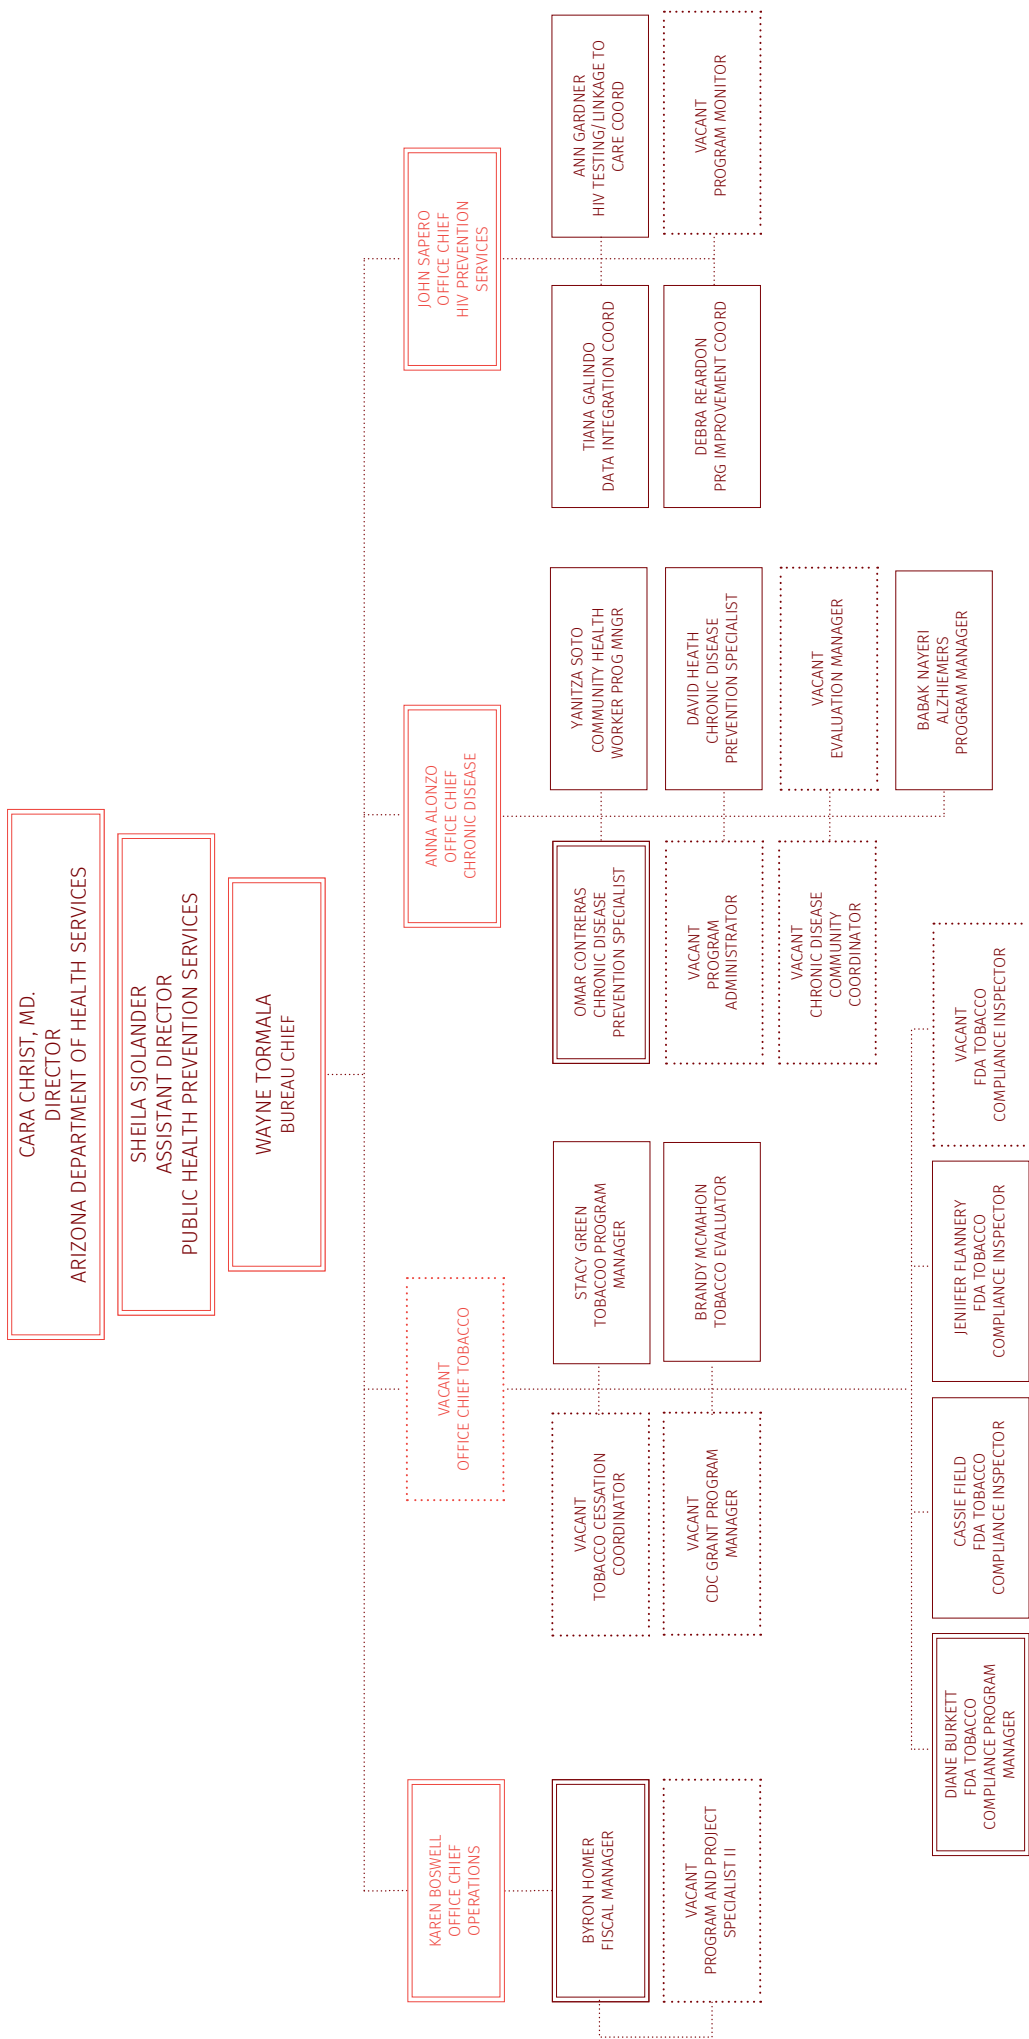 CARA CHRIST, MD.
DIRECTOR
ARIZONA DEPARTMENT OF HEALTH SERVICES
SHEILA SJOLANDER
ASSISTANT DIRECTOR
PUBLIC HEALTH PREVENTION SERVICES
WAYNE TORMALA
BUREAU CHIEF
KAREN BOSWELL
OFFICE CHIEF
OPERATIONS
VACANT
OFFICE CHIEF TOBACCO
ANNA ALONZO
OFFICE CHIEF
CHRONIC DISEASE
JOHN SAPERO
OFFICE CHIEF
HIV PREVENTION
SERVICES
BYRON HOMER
FISCAL MANAGER
VACANT
PROGRAM AND PROJECT
SPECIALIST II
VACANT
TOBACCO CESSATION
COORDINATOR
STACY GREEN
TOBACOO PROGRAM
MANAGER
VACANT
CDC GRANT PROGRAM
MANAGER
BRANDY MCMAHON
TOBACCO EVALUATOR
DIANE BURKETT
FDA TOBACCO
COMPLIANCE PROGRAM
MANAGER
CASSIE FIELD
FDA TOBACCO
COMPLIANCE INSPECTOR
JENIIFER FLANNERY
FDA TOBACCO
COMPLIANCE INSPECTOR
VACANT
FDA TOBACCO
COMPLIANCE INSPECTOR
OMAR CONTRERAS
CHRONIC DISEASE
PREVENTION SPECIALIST
YANITZA SOTO
COMMUNITY HEALTH
WORKER PROG MNGR
VACANT
PROGRAM
ADMINISTRATOR
DAVID HEATH
CHRONIC DISEASE
PREVENTION SPECIALIST
VACANT
CHRONIC DISEASE
COMMUNITY
COORDINATOR
VACANT
EVALUATION MANAGER
BABAK NAYERI
ALZHIEMERS
PROGRAM MANAGER
TIANA GALINDO
DATA INTEGRATION COORD
ANN GARDNER
HIV TESTING/LINKAGE TO
CARE COORD
DEBRA REARDON
PRG IMPROVEMENT COORD
VACANT
PROGRAM MONITOR